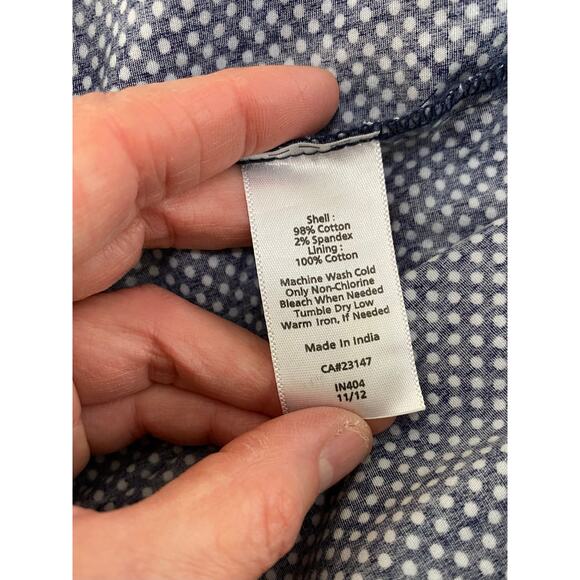 Shell :
98% Cotton
2% Spandex
Lining :
100% Cotton
Machine Wash Cold
Only Non-Chlorine
Bleach When Needed
Tumble Dry Low
Warm Iron, If Needed
Made In India
CA#23147
IN404
11/12